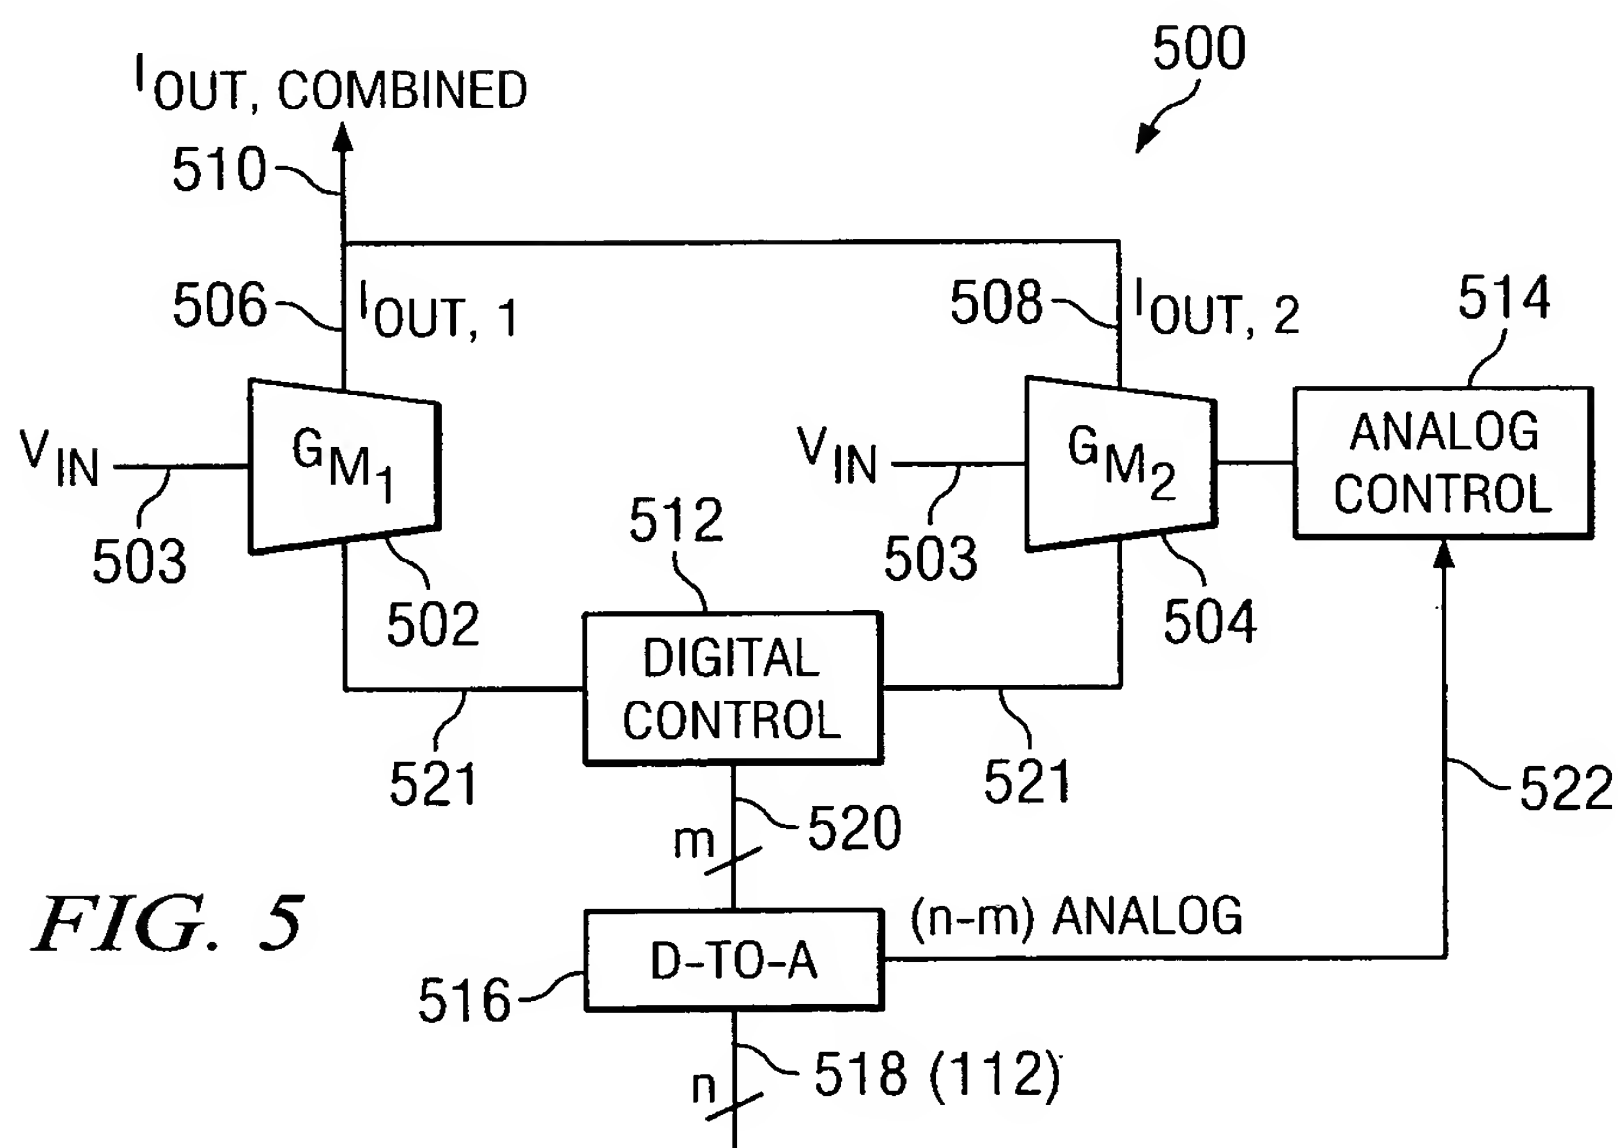 500
IOUT, COMBINED
510
506
IOUT, 1
508
IOUT, 2
514
VIN
GM1
VIN
GM2
ANALOG
CONTROL
503
502
512
503
504
DIGITAL
CONTROL
521
521
522
520
m
FIG. 5
(n-m) ANALOG
D-TO-A
516
518 (112)
n